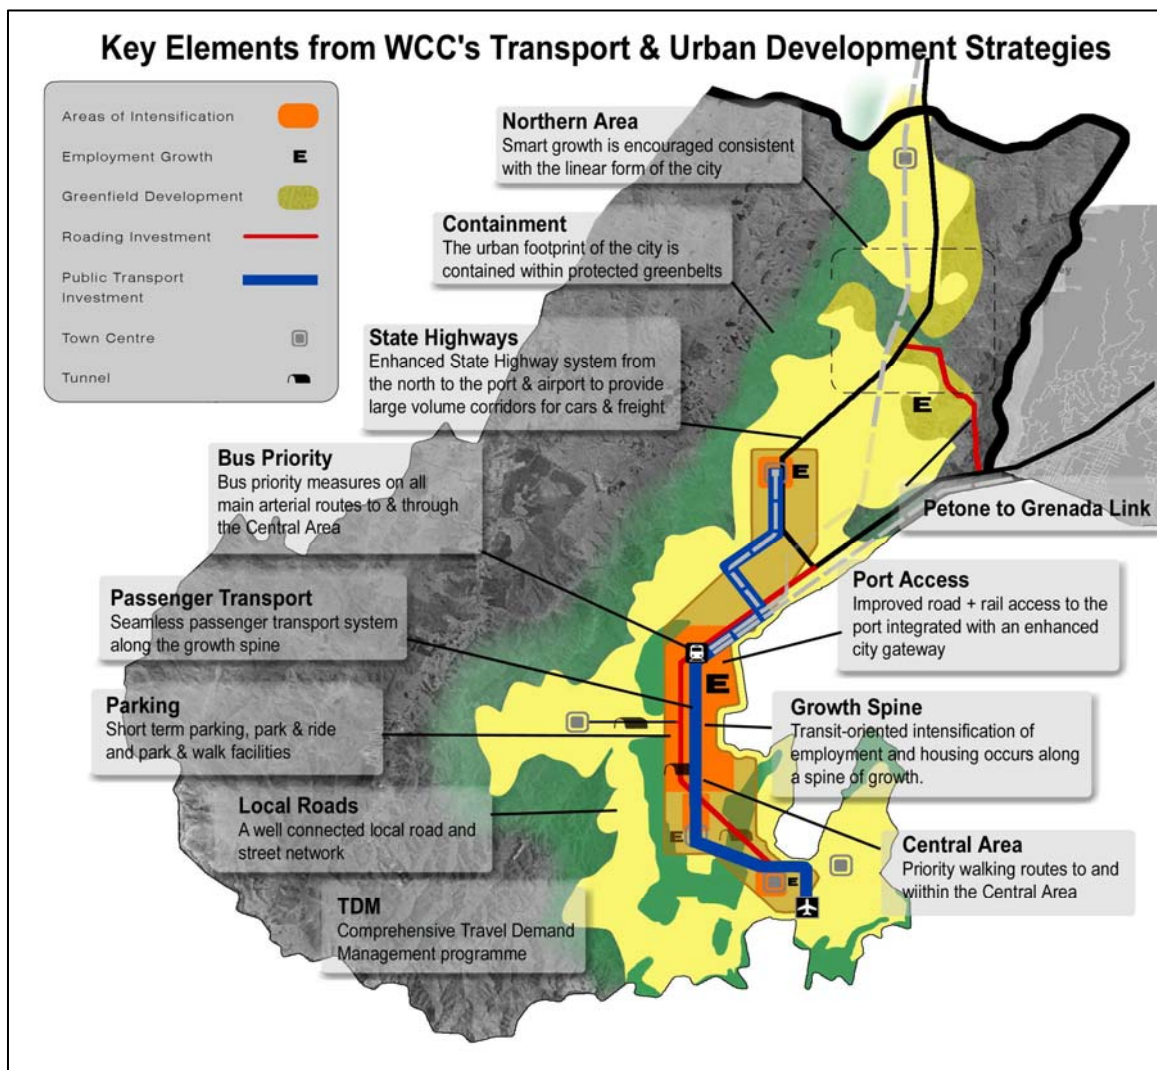 Key Elements from WCC's Transport & Urban Development Strategies
Areas of Intensification
Employment Growth
E
Greenfield Development
Roading Investment
Public Transport
Investment
Town Centre
Tunnel
Northern Area
Smart growth is encouraged consistent
with the linear form of the city
Containment
The urban footprint of the city is
contained within protected greenbelts
State Highways
Enhanced State Highway system from
the north to the port & airport to provide
large volume corridors for cars & freight
E
Bus Priority
Bus priority measures on all
main arterial routes to & through
the Central Area
E
Petone to Grenada Link
Passenger Transport
Seamless passenger transport system
along the growth spine
Port Access
Improved road + rail access to the
port integrated with an enhanced
city gateway
E
Parking
Short term parking, park & ride
and park & walk facilities
Growth Spine
Transit-oriented intensification of
employment and housing occurs along
a spine of growth.
Local Roads
A well connected local road and
street network
E
Central Area
Priority walking routes to and
wiithin the Central Area
E
TDM
Comprehensive Travel Demand
Management programme